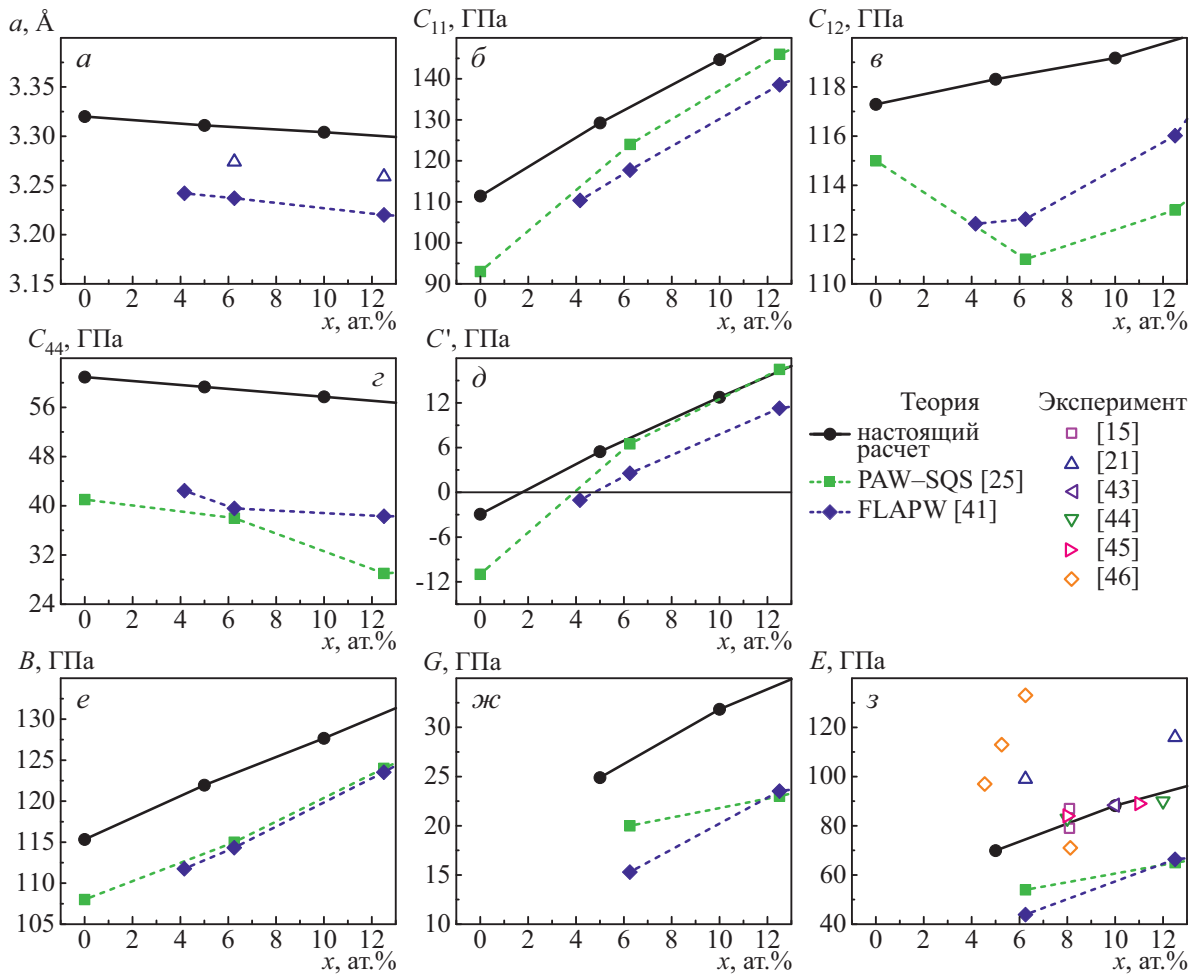 a, Å
а
3.35
3.30
3.25
3.20
3.15
0 2 4 6 8 10 12
x, ат.%
C11, ГПа
б
140
130
120
110
100
90
0 2 4 6 8 10 12
x, ат.%
C12, ГПа
в
118
116
114
112
110
0 2 4 6 8 10 12
x, ат.%
C44, ГПа
г
56
48
40
32
24
0 2 4 6 8 10 12
x, ат.%
C', ГПа
д
12
6
0
-6
-12
0 2 4 6 8 10 12
x, ат.%
Теория
настоящий
расчет
PAW–SQS [25]
FLAPW [41]
Эксперимент
[15]
[21]
[43]
[44]
[45]
[46]
B, ГПа
е
130
125
120
115
110
105
0 2 4 6 8 10 12
x, ат.%
G, ГПа
ж
30
25
20
15
10
0 2 4 6 8 10 12
x, ат.%
E, ГПа
з
120
100
80
60
40
0 2 4 6 8 10 12
x, ат.%